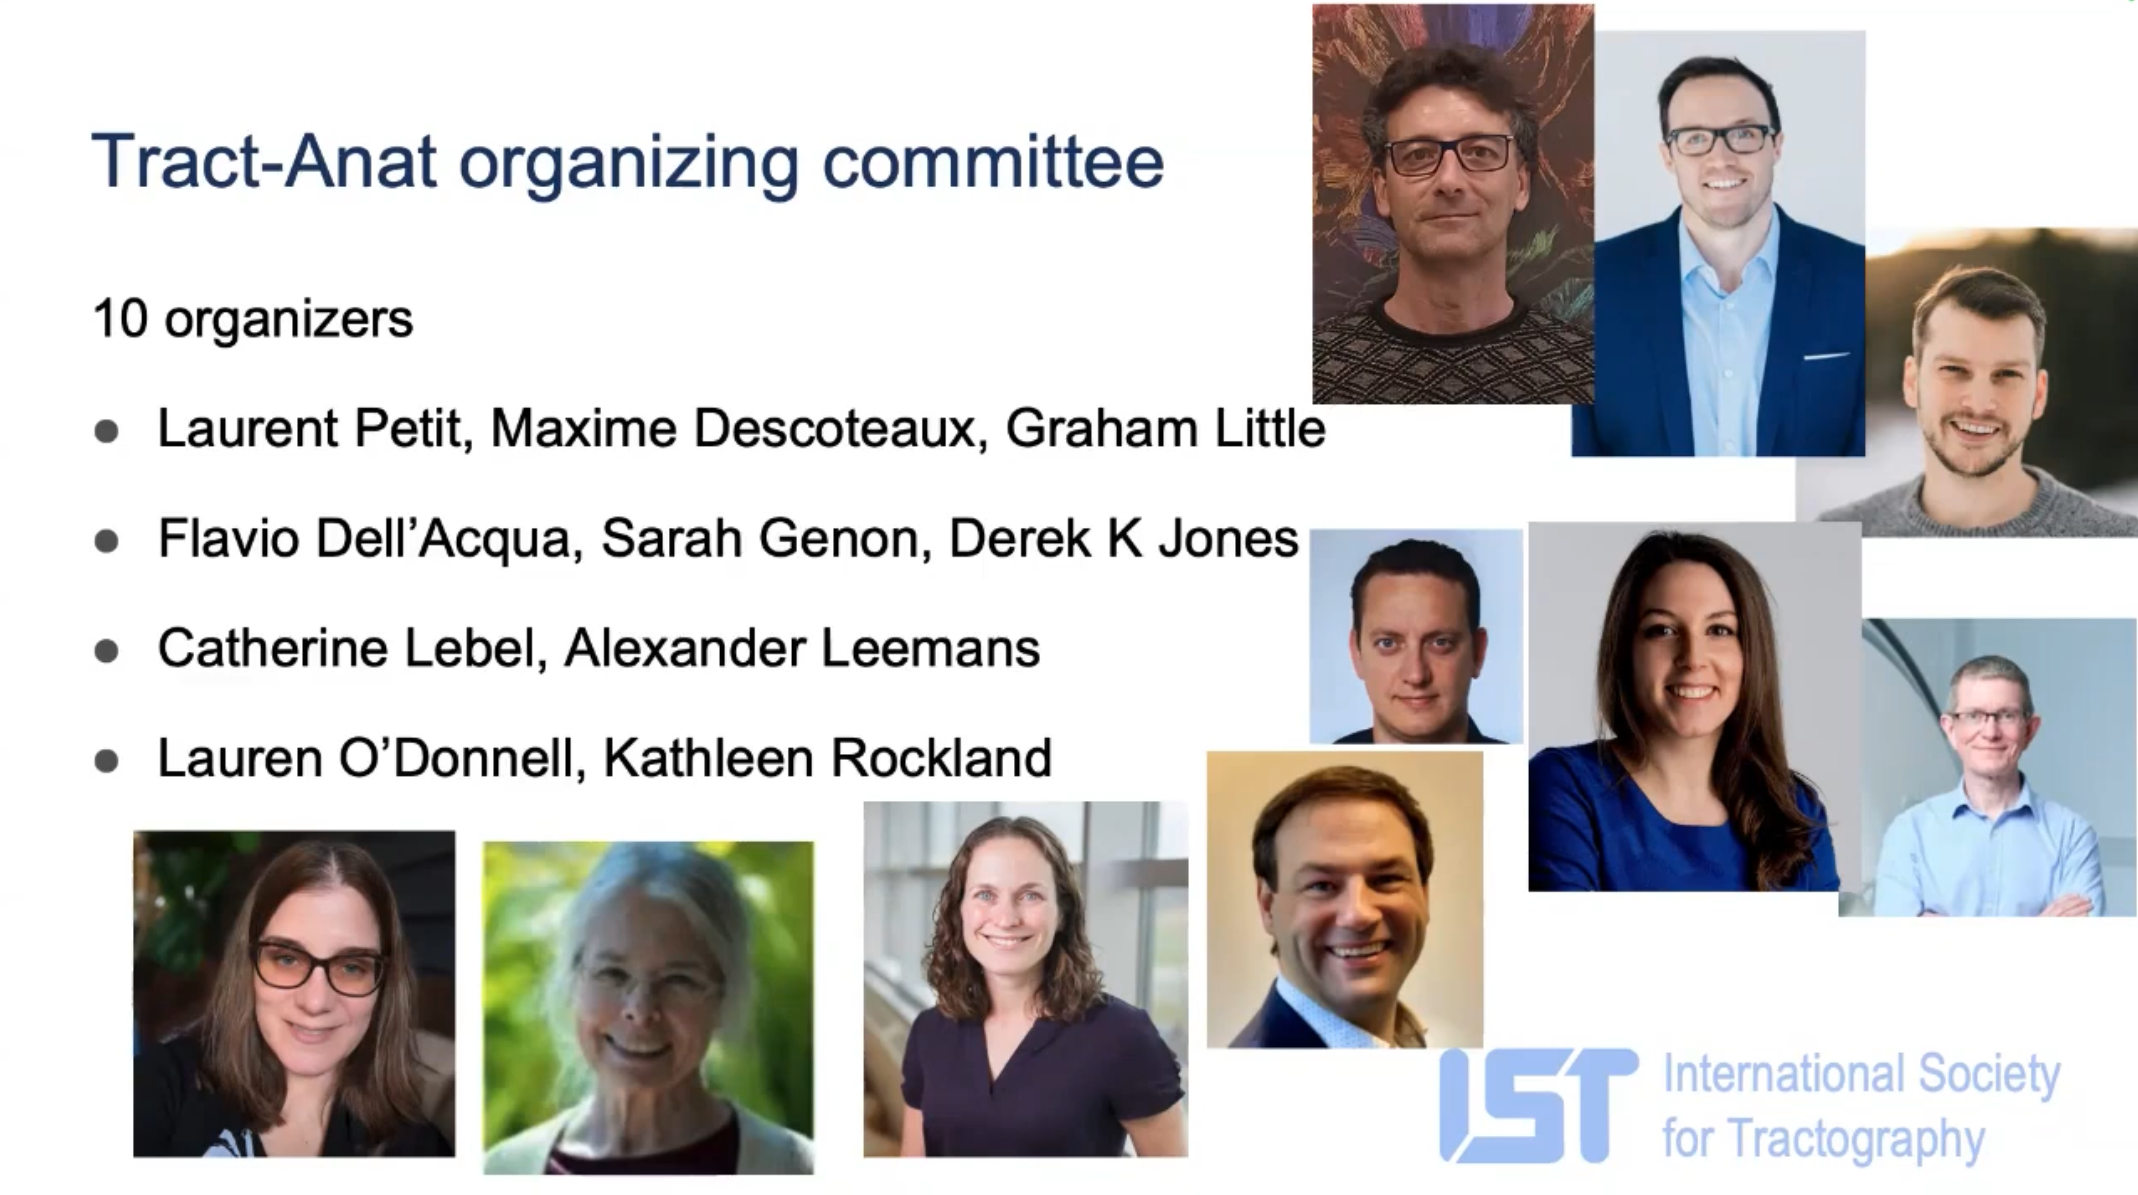 Tract-Anat organizing committee
10 organizers
● Laurent Petit, Maxime Descoteaux, Graham Little
● Flavio Dell’Acqua, Sarah Genon, Derek K Jones
● Catherine Lebel, Alexander Leemans
● Lauren O’Donnell, Kathleen Rockland
IST
International Society
for Tractography